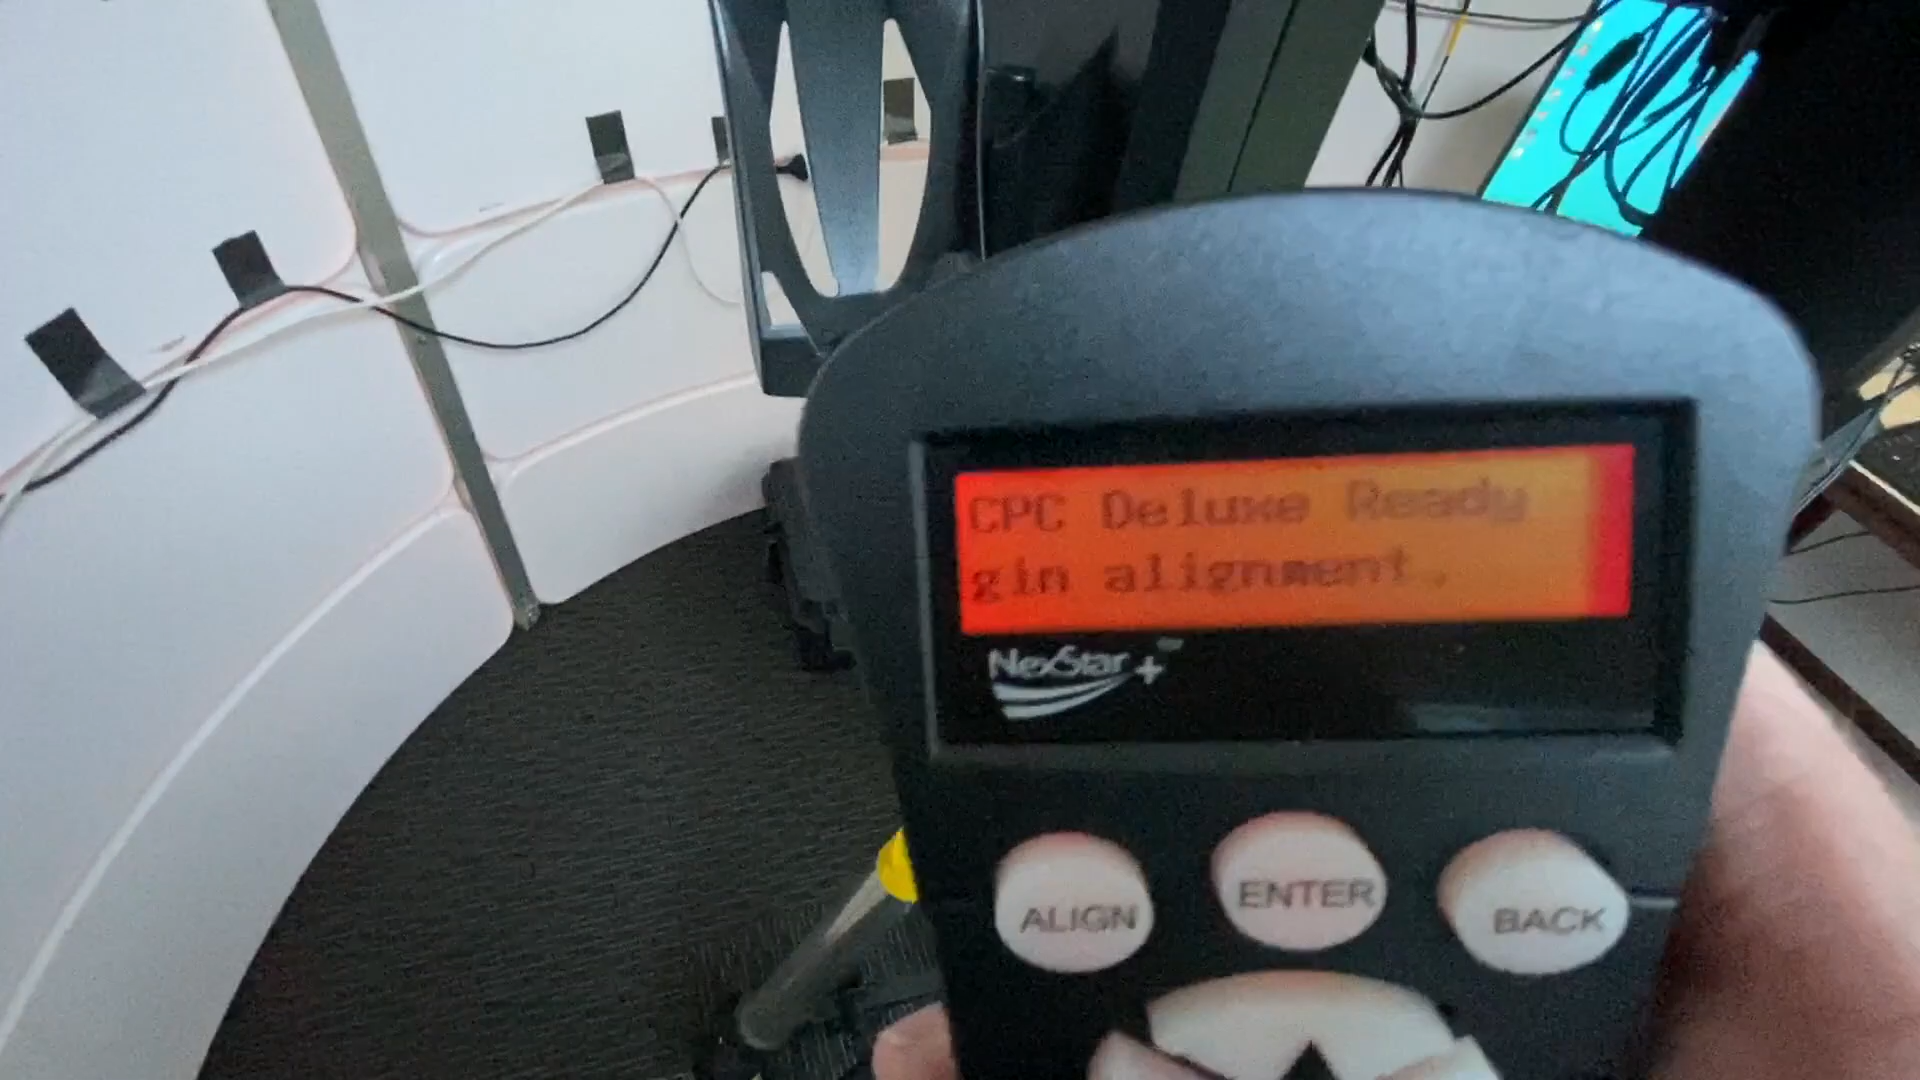 CPC Deluxe Ready
gin alignment.
NexStar+
ALIGN
ENTER
BACK